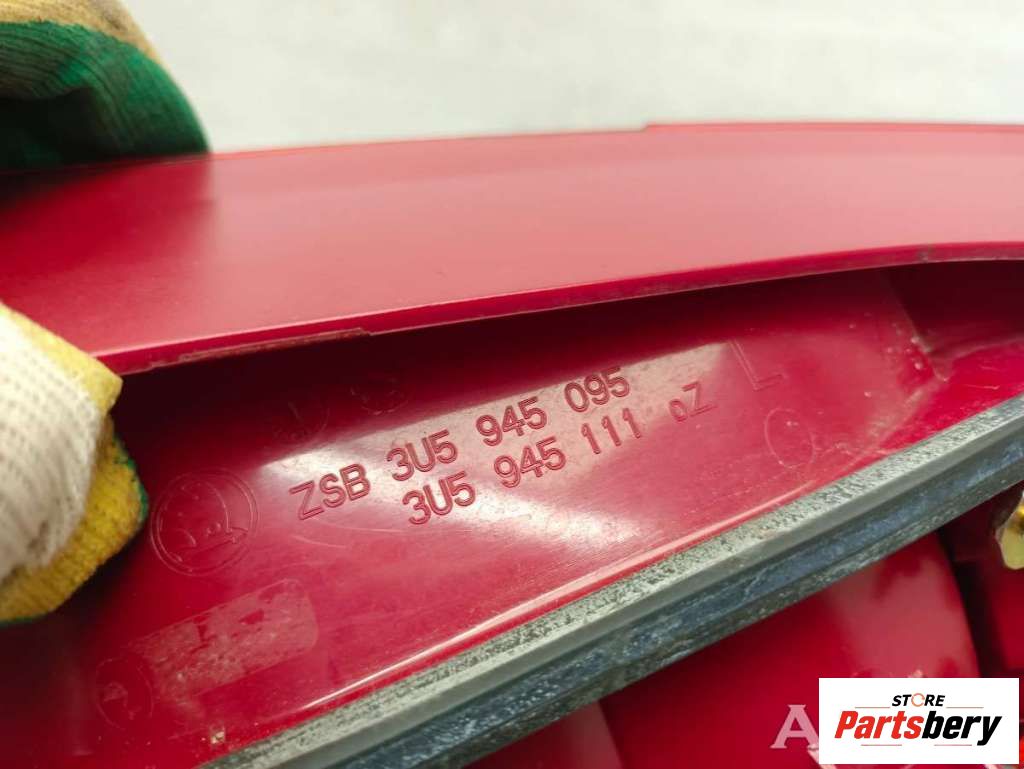 ZSB 3U5 945 095
3U5 945 111 oZ L
STORE
Partsbery
A